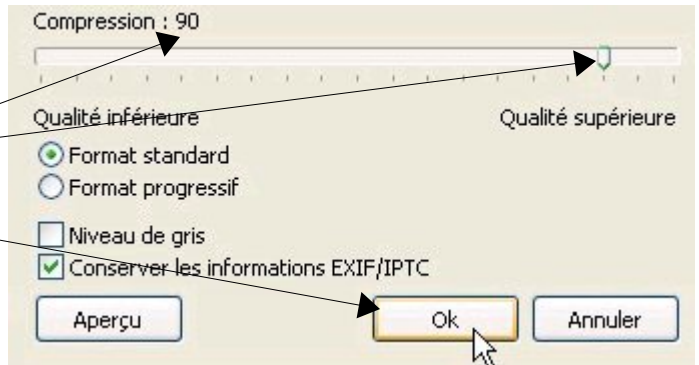 Compression : 90
Qualité inférieure Qualité supérieure
Format standard
Format progressif
Niveau de gris
Conserver les informations EXIF/IPTC
Aperçu Ok Annuler